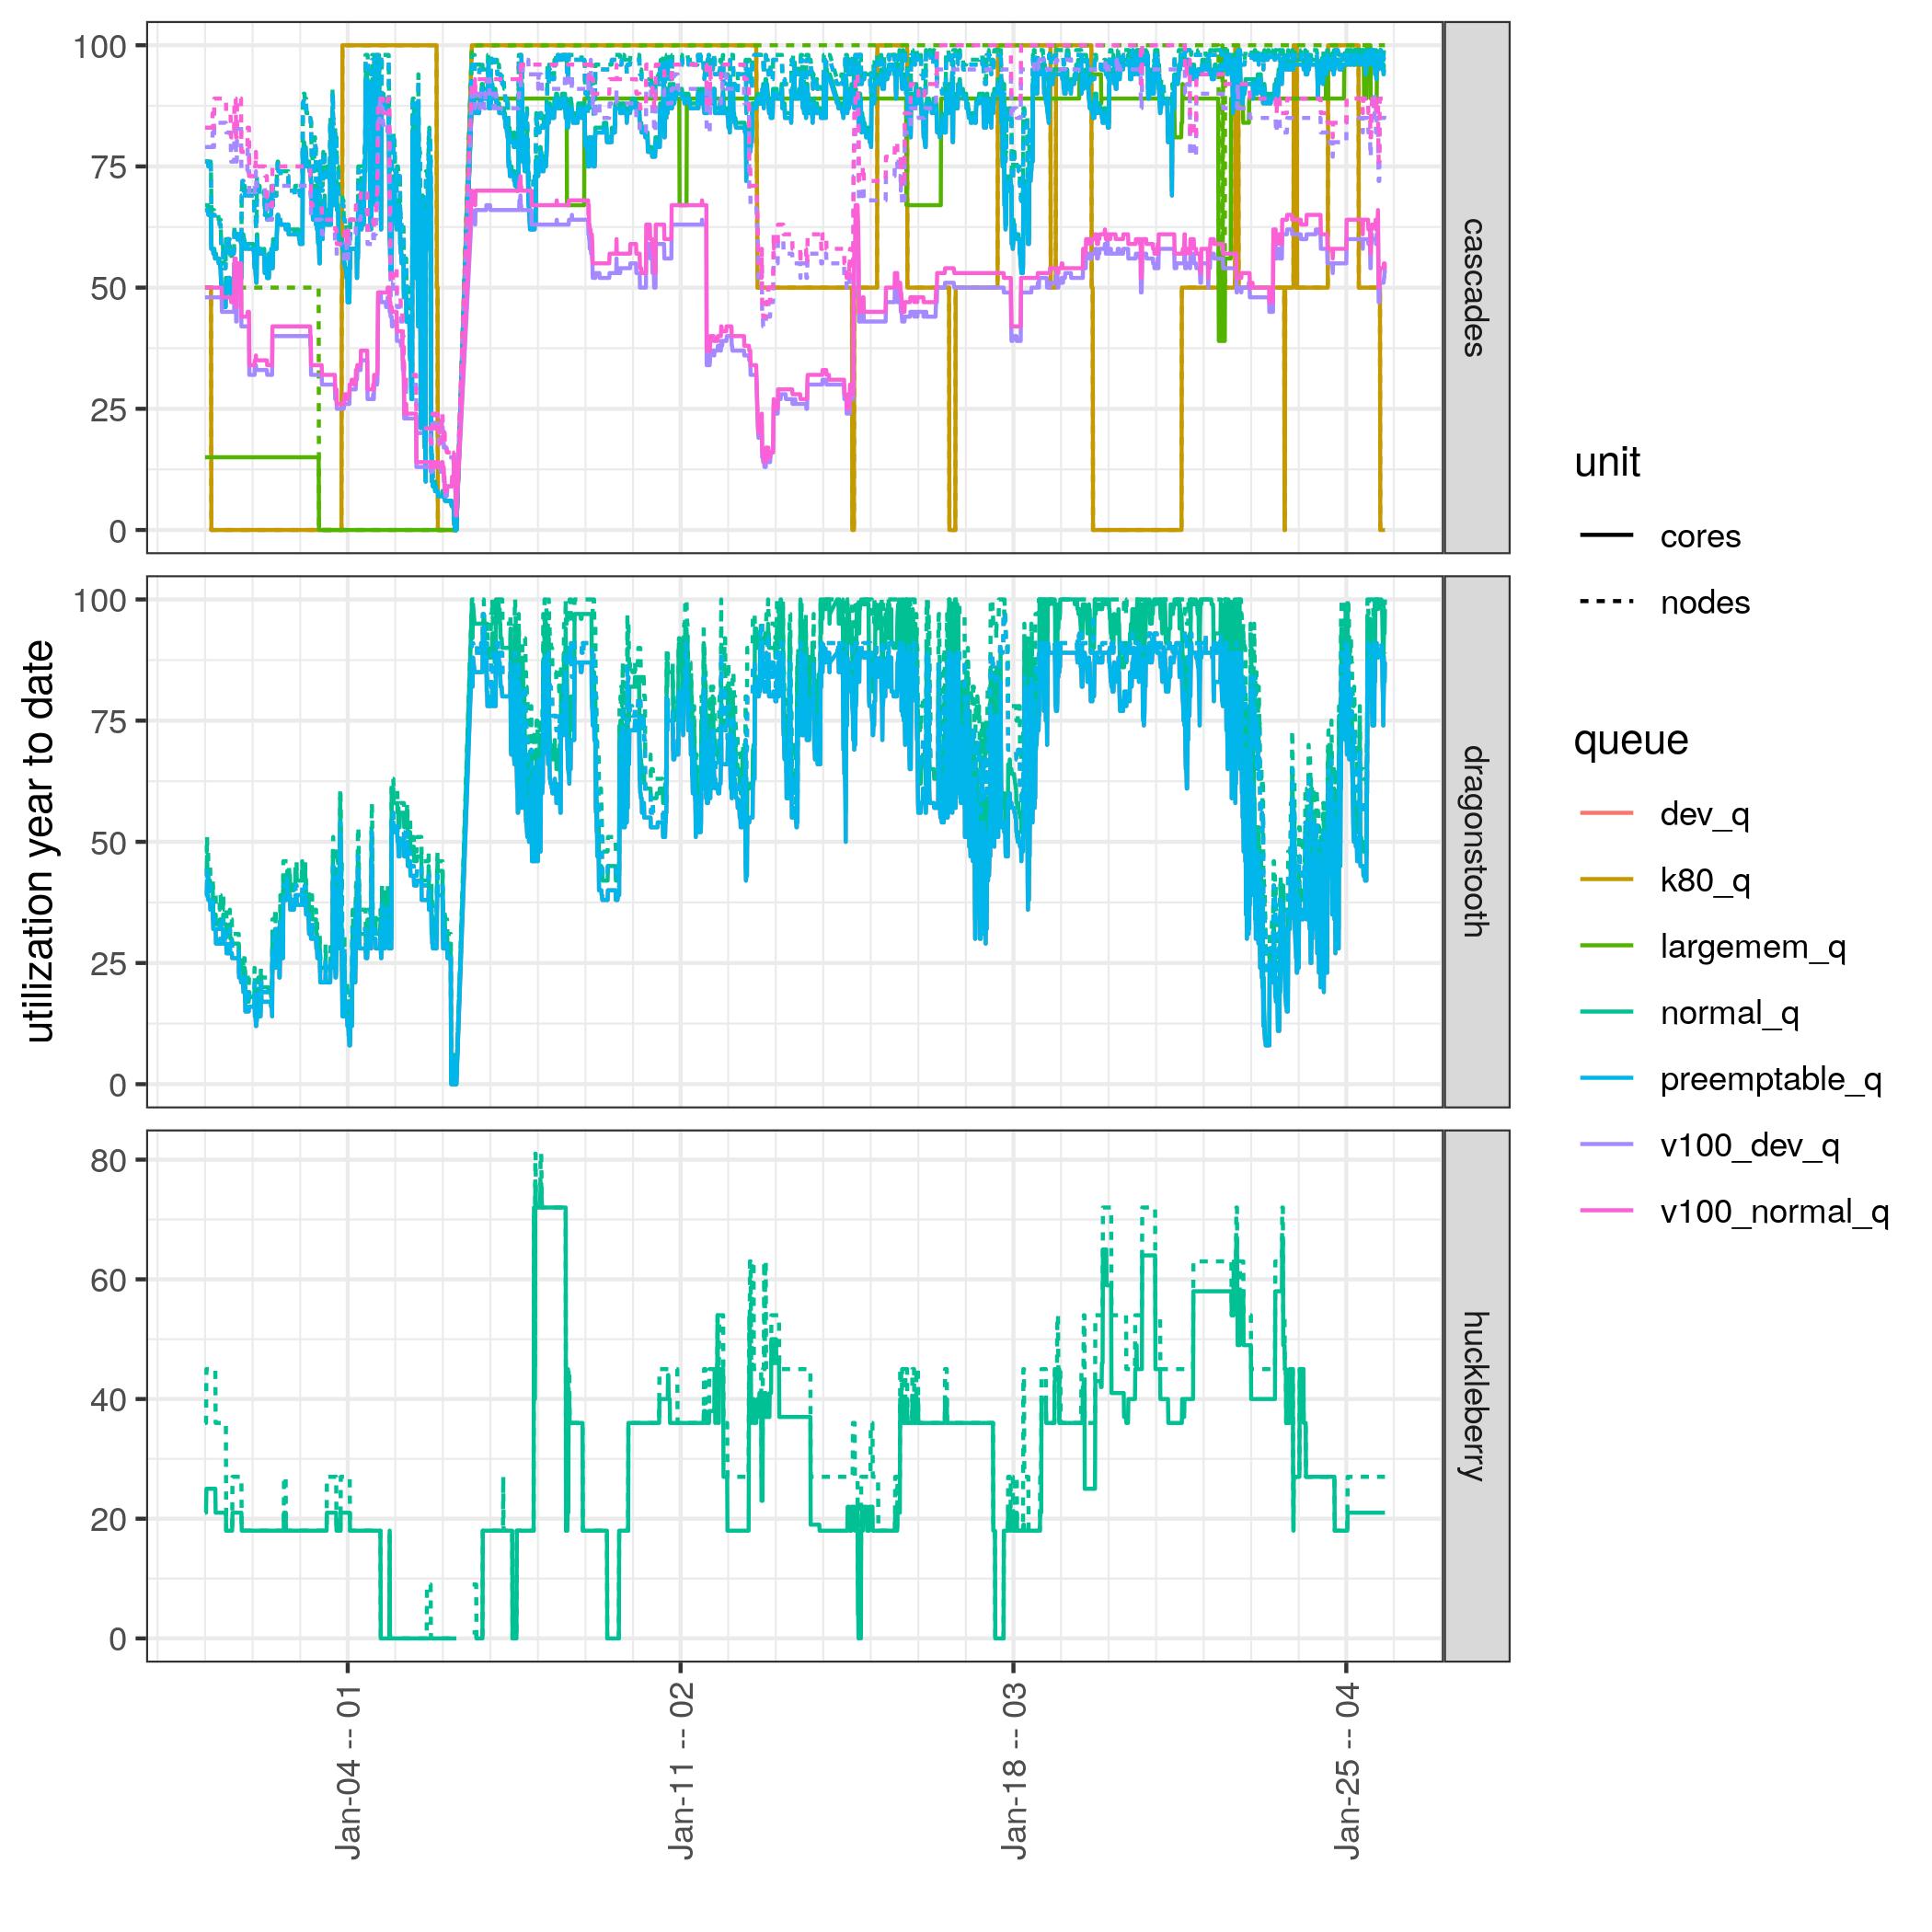 utilization year to date
100
75
50
25
0
cascades
100
75
50
25
0
dragonstooth
80
60
40
20
0
huckleberry
Jan-04 -- 01
Jan-11 -- 02
Jan-18 -- 03
Jan-25 -- 04
unit
cores
nodes
queue
dev_q
k80_q
largemem_q
normal_q
preemptable_q
v100_dev_q
v100_normal_q